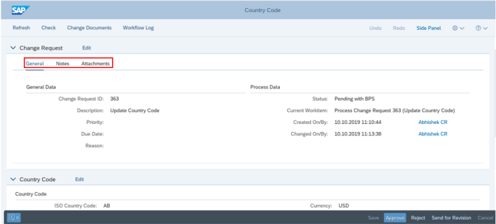 SAP
Country Code
Refresh Check Change Documents Workflow Log Undo Redo Side Panel
Change Request Edit
General Notes Attachments
General Data Process Data
Change Request ID: 363 Status: Pending with BPS
Description: Update Country Code Current Workitem: Process Change Request 363 (Update Country Code)
Priority: Created On/By: 10.10.2019 11:10:44 Abhishek CR
Due Date: Changed On/By: 10.10.2019 11:13:38 Abhishek CR
Reason:
Country Code Edit
Country Code
ISO Country Code: AB Currency: USD
Save Approve Reject Send for Revision Cancel